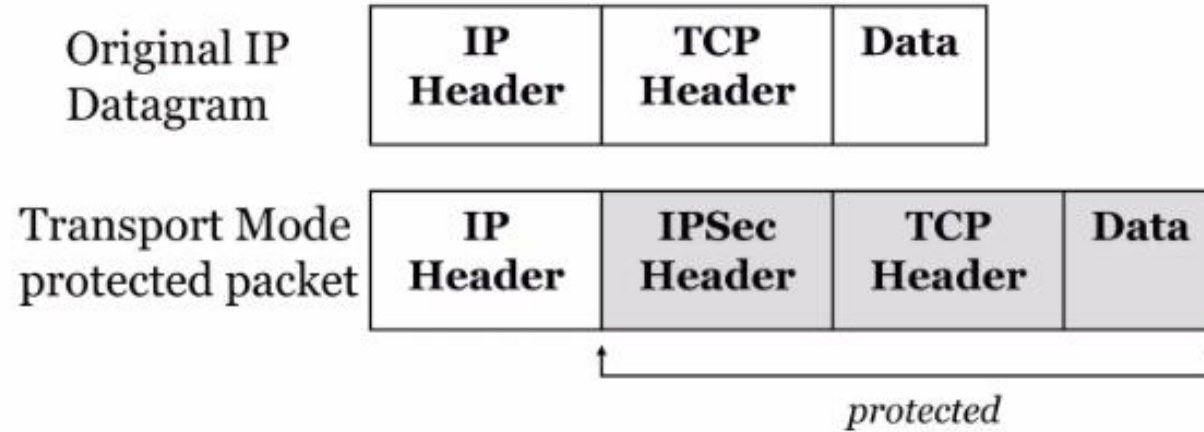 Original IP
Datagram
IP
Header
TCP
Header
Data
Transport Mode
protected packet
IP
Header
IPSec
Header
TCP
Header
Data
protected